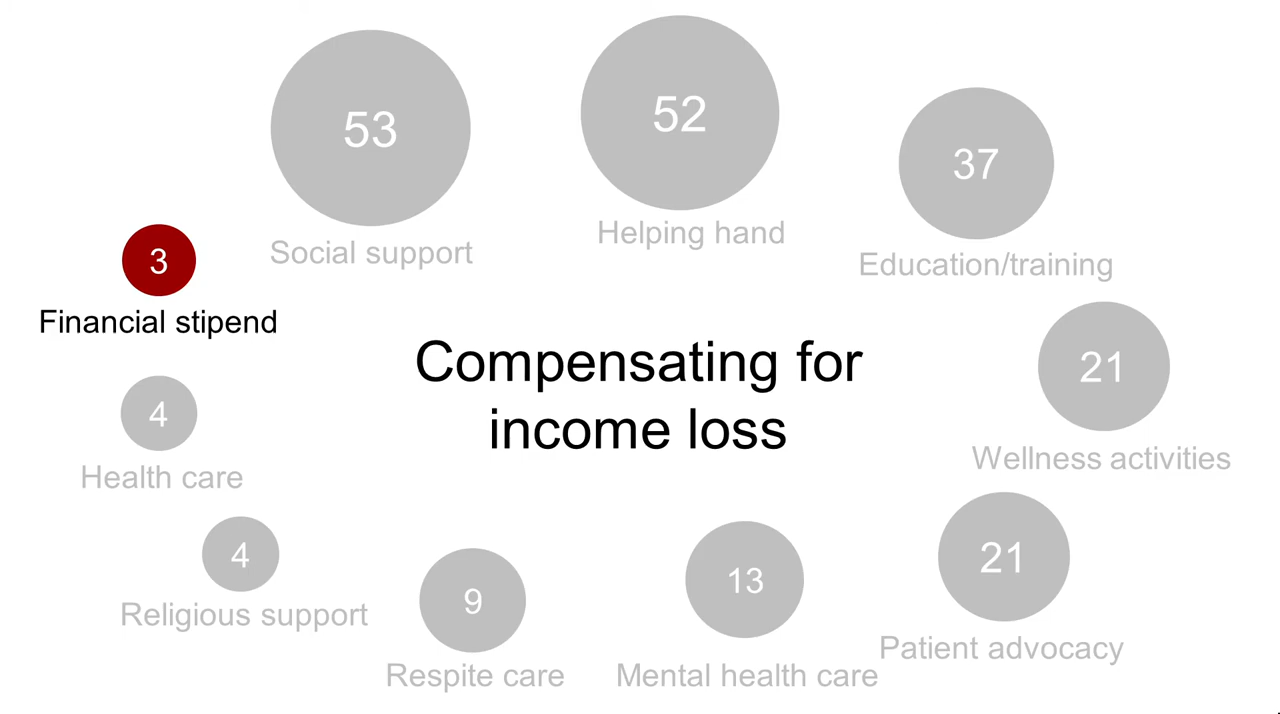 53
Social support
52
Helping hand
37
Education/training
3
Financial stipend
Compensating for
income loss
21
Wellness activities
4
Health care
4
Religious support
9
Respite care
13
Mental health care
21
Patient advocacy